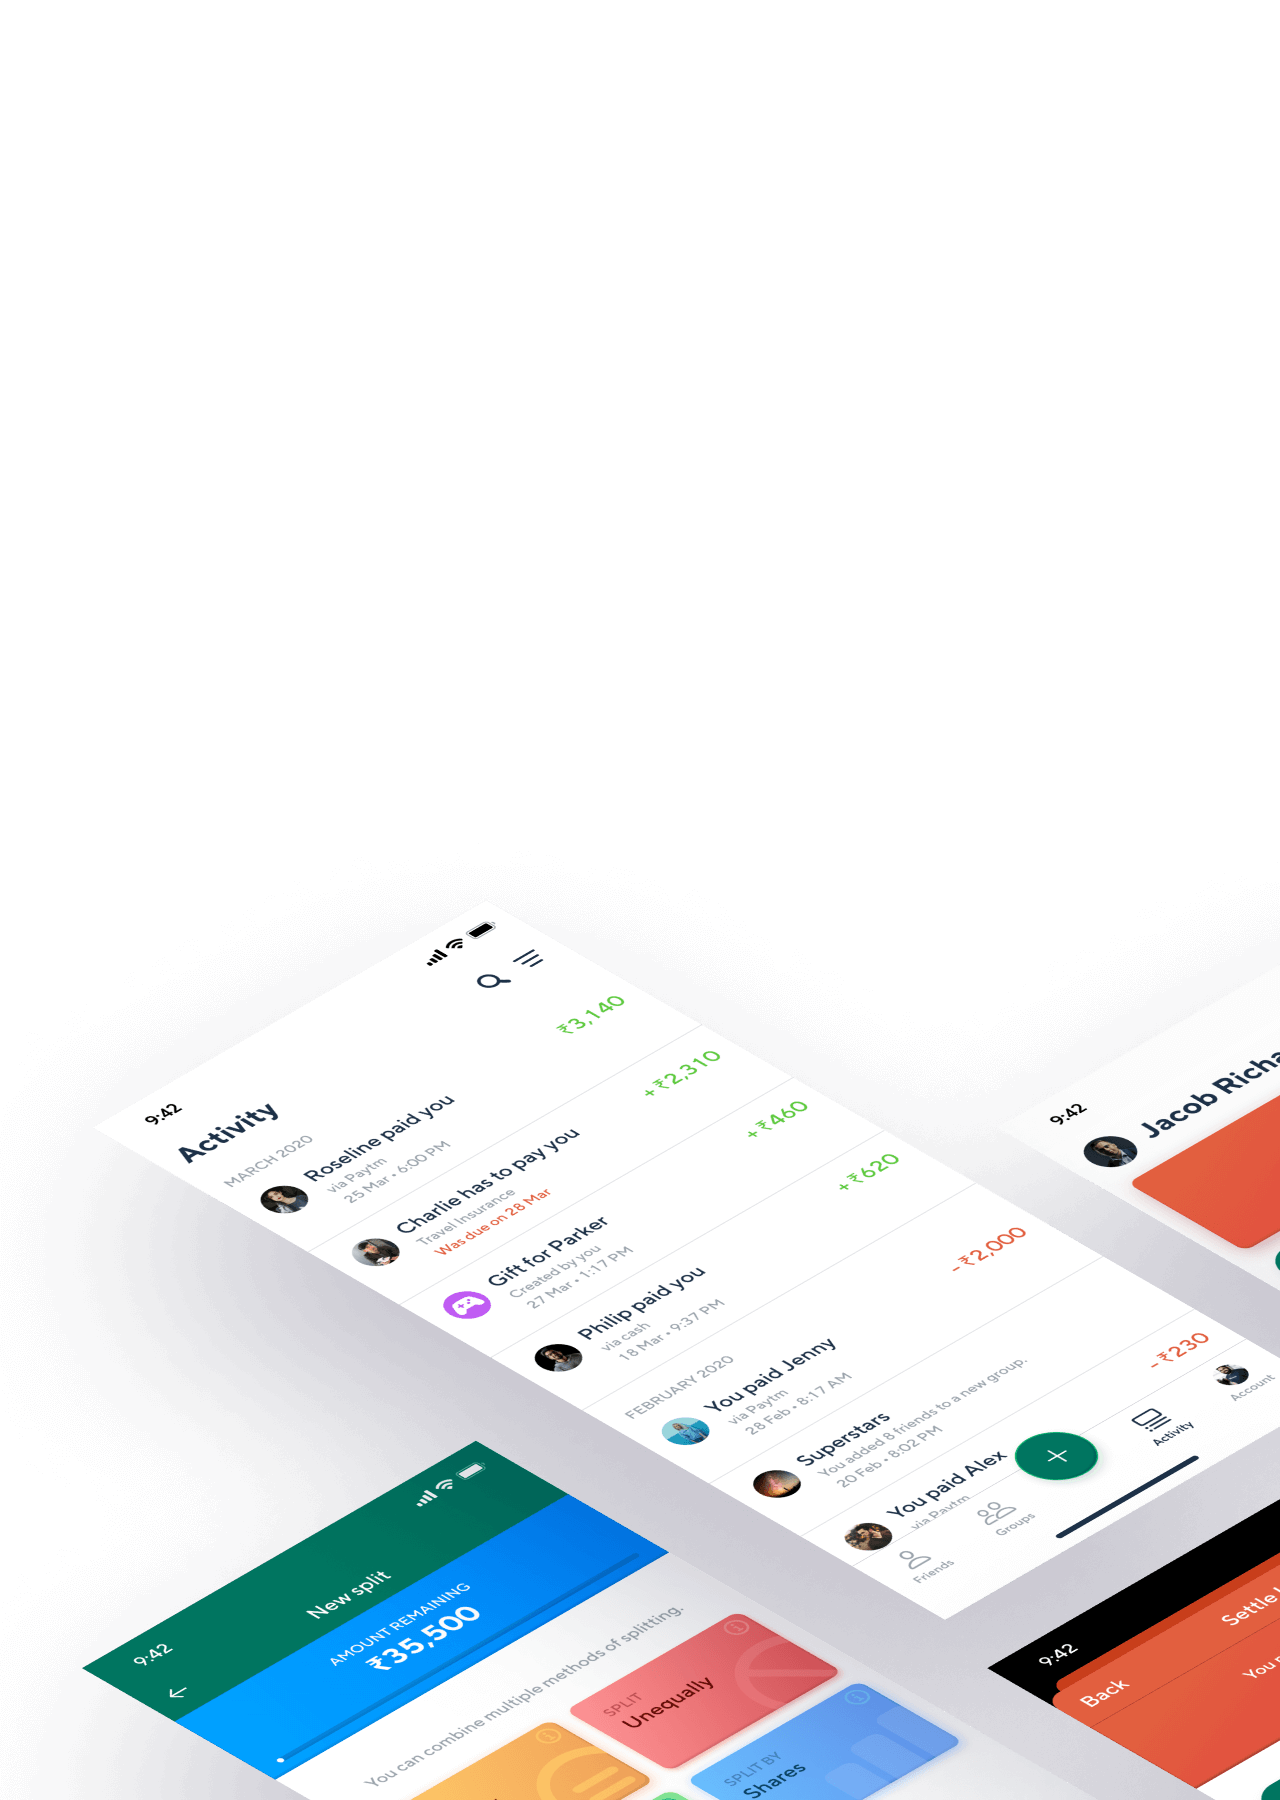 9:42
Activity
MARCH 2020
Roseline paid you
via Paytm
25 Mar • 6:00 PM
₹3,140
Charlie has to pay you
Travel Insurance
Was due on 28 Mar
+₹2,310
Gift for Parker
Created by you
27 Mar • 1:17 PM
+₹460
Philip paid you
via cash
18 Mar • 9:37 PM
+₹620
FEBRUARY 2020
You paid Jenny
via Paytm
28 Feb • 8:17 AM
-₹2,000
Superstars
You added 8 friends to a new group.
20 Feb • 8:02 PM
You paid Alex
via Paytm
-₹230
Friends
Groups
Activity
Account
9:42
Jacob Richa
9:42
New split
AMOUNT REMAINING
₹35,500
You can combine multiple methods of splitting.
SPLIT
Unequally
SPLIT BY
Shares
9:42
Back
Settle
You